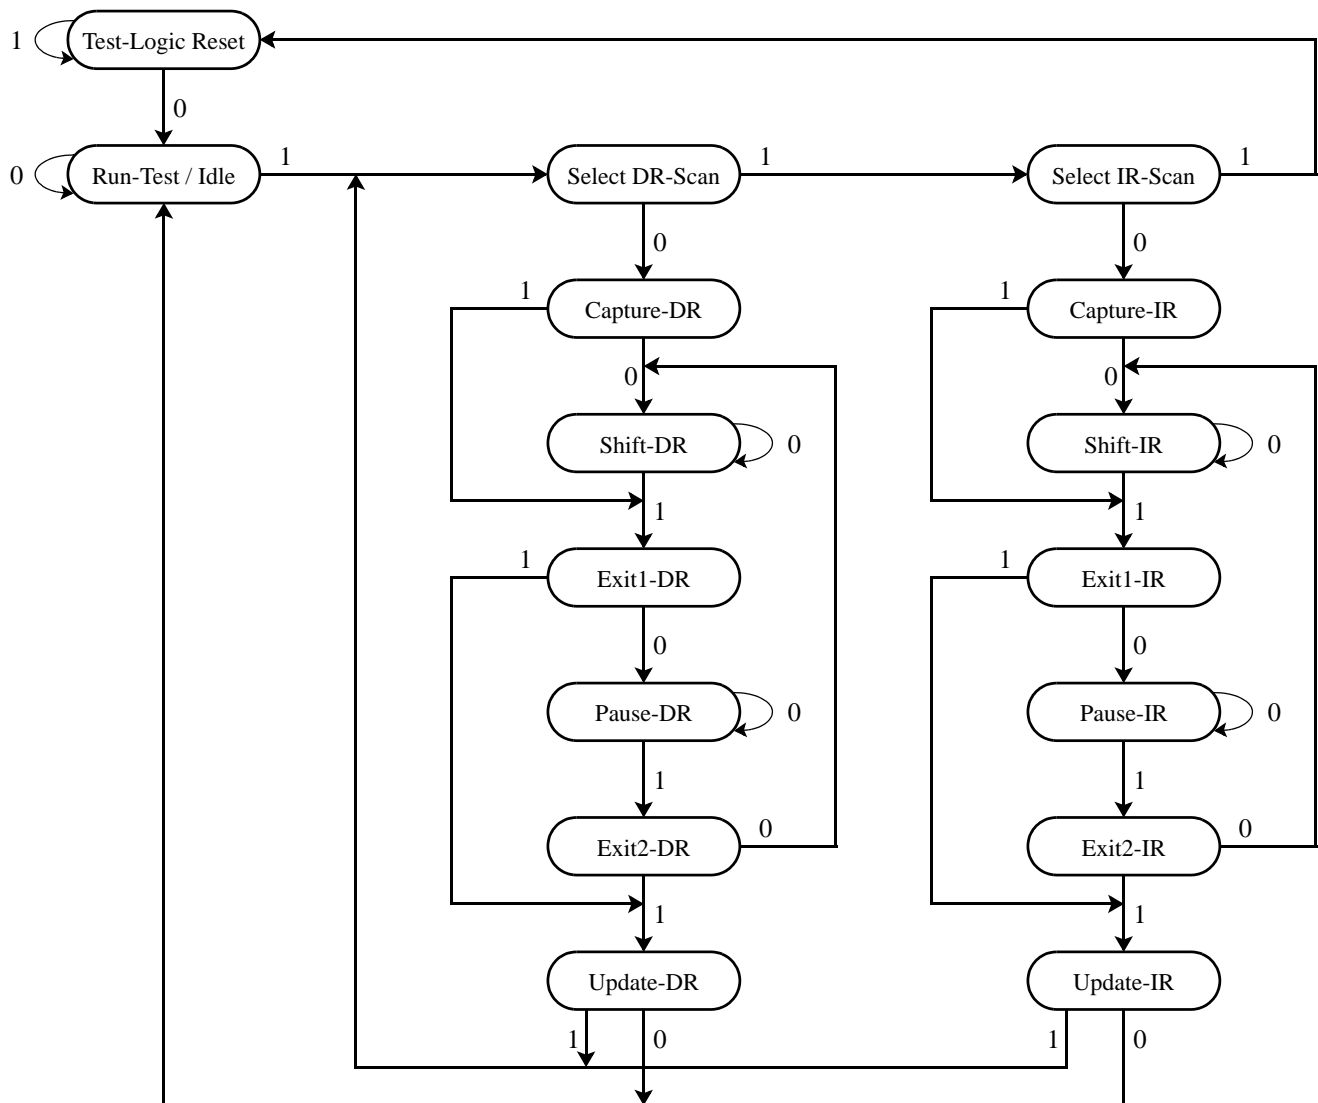 1
Test-Logic Reset
0
0
Run-Test / Idle
1
Select DR-Scan
1
Select IR-Scan
1
0
0
1
Capture-DR
1
Capture-IR
0
0
Shift-DR
0
Shift-IR
0
1
1
1
Exit1-DR
1
Exit1-IR
0
0
Pause-DR
0
Pause-IR
0
1
1
Exit2-DR
0
Exit2-IR
0
1
1
Update-DR
Update-IR
1
0
1
0